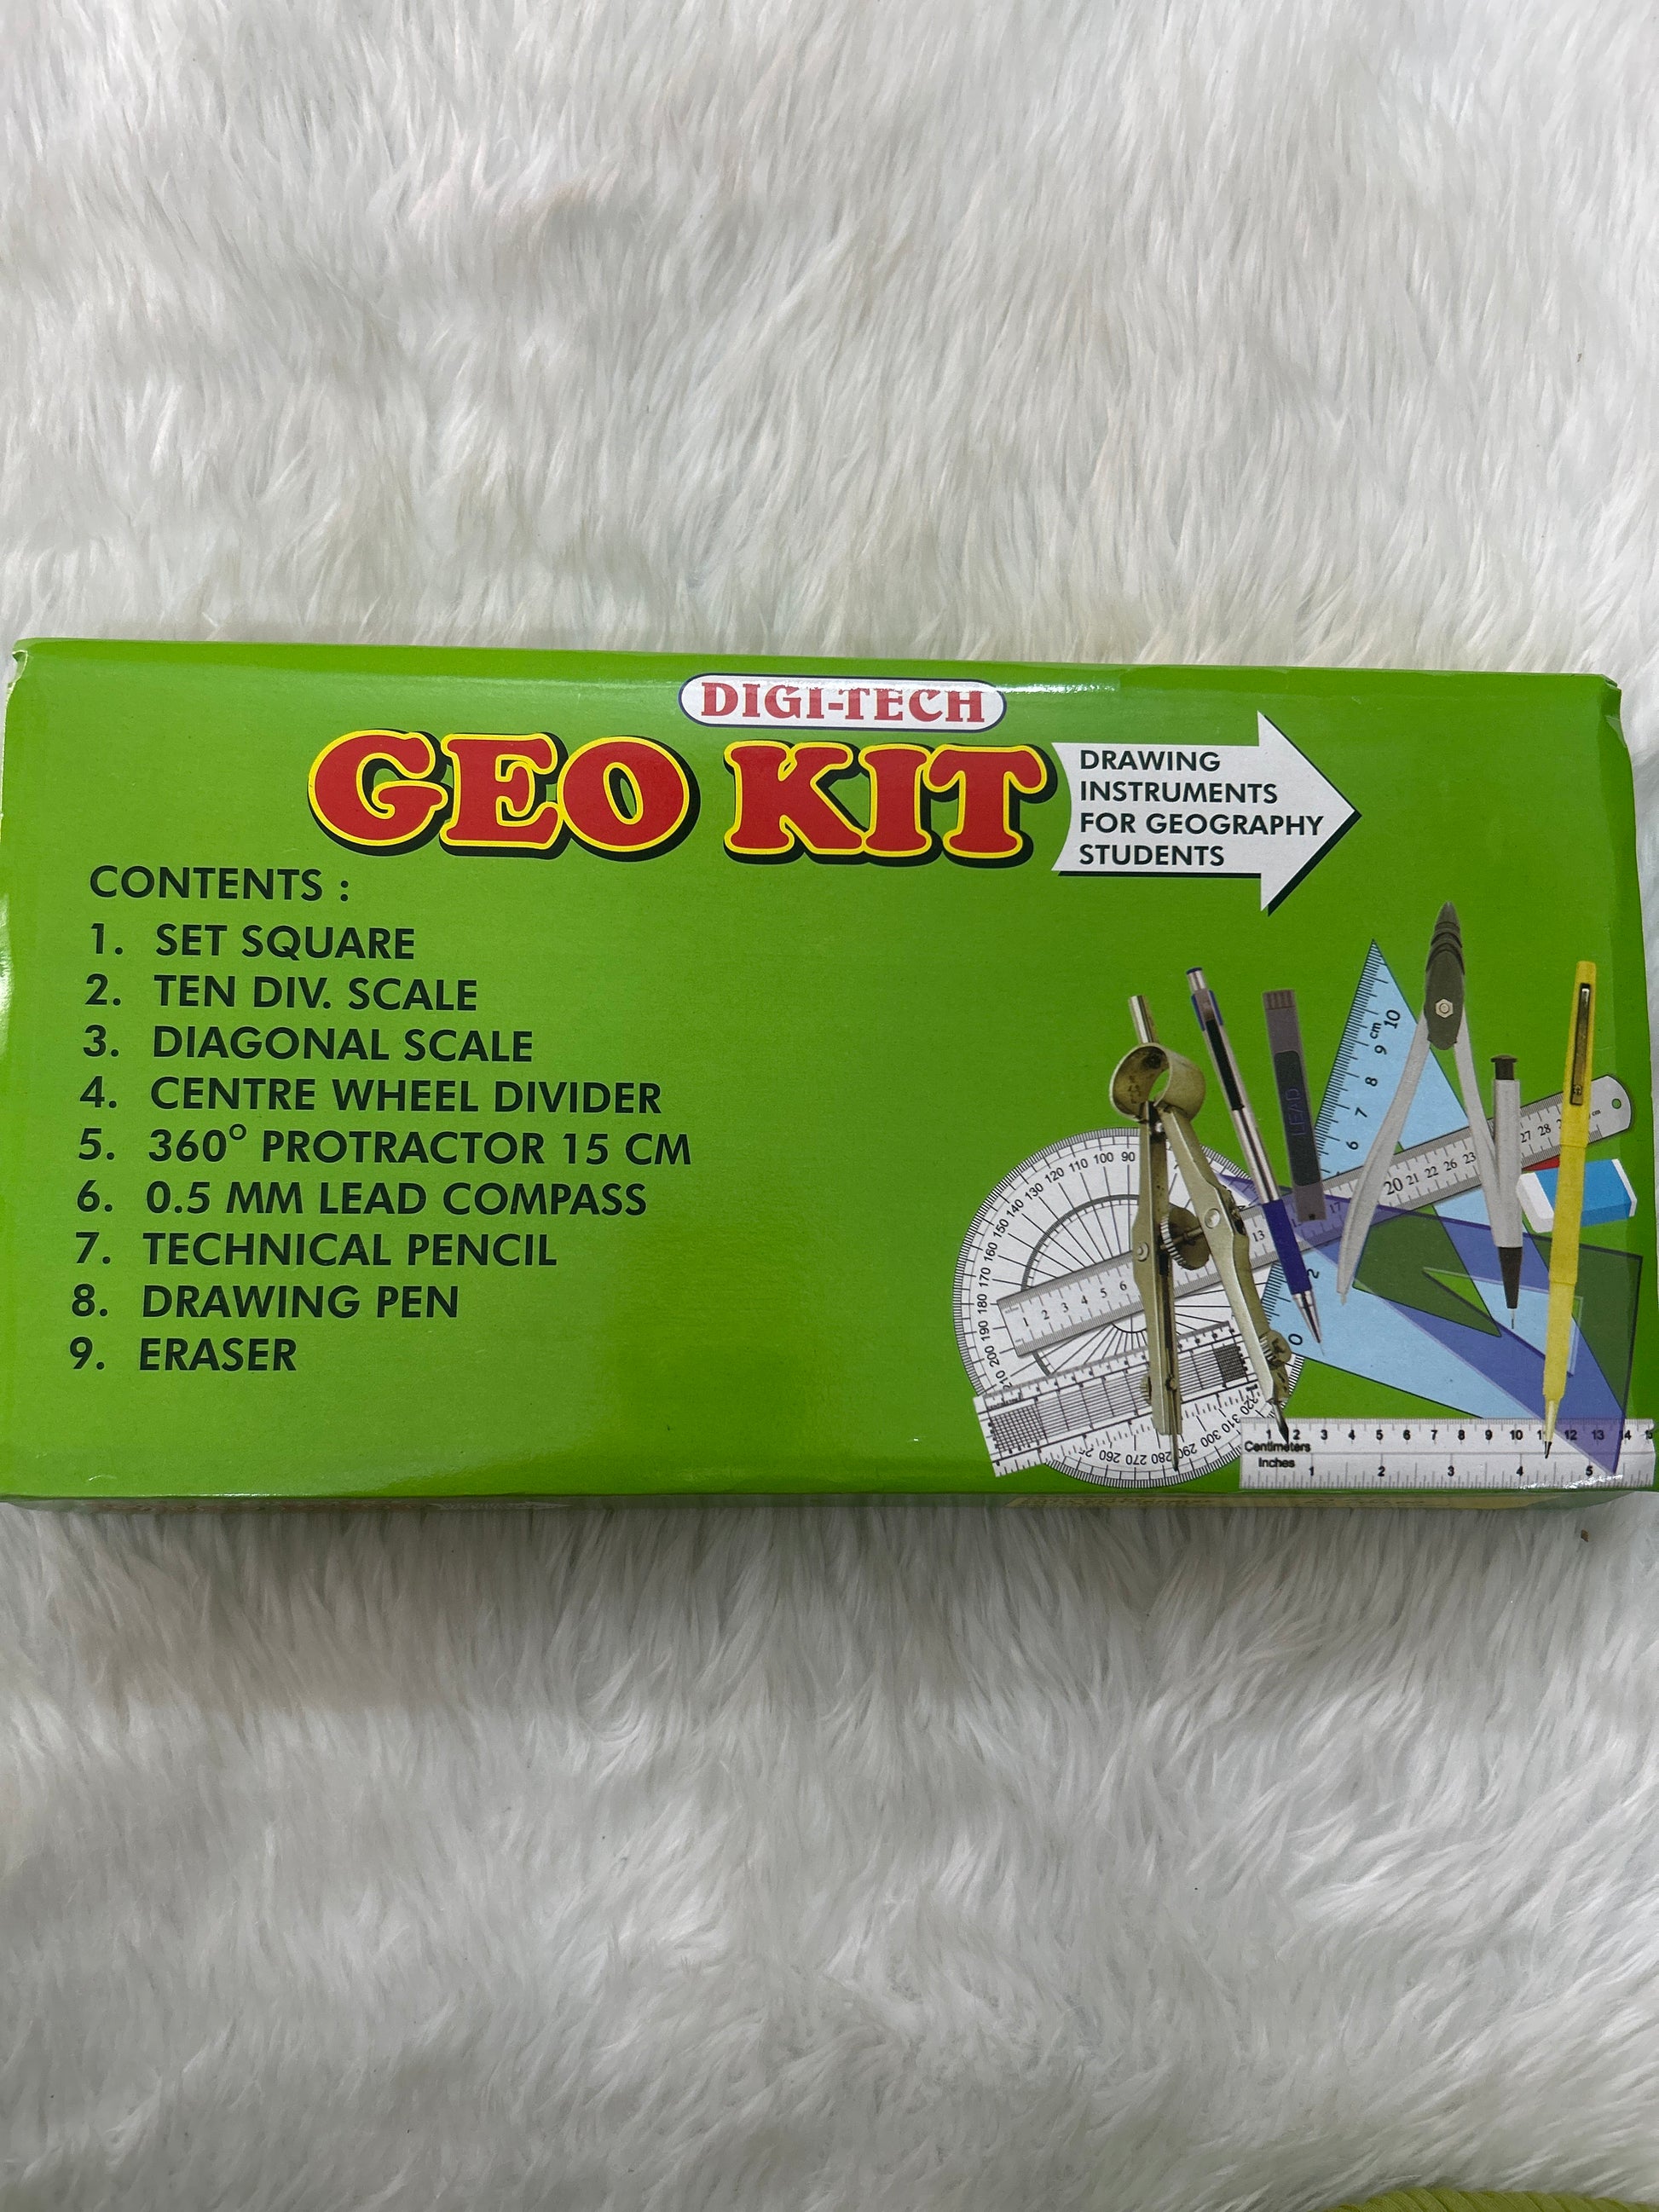 DIGI-TECH
GEO KIT
DRAWING
INSTRUMENTS
FOR GEOGRAPHY
STUDENTS
CONTENTS :
1. SET SQUARE
2. TEN DIV. SCALE
3. DIAGONAL SCALE
4. CENTRE WHEEL DIVIDER
5. 360° PROTRACTOR 15 CM
6. 0.5 MM LEAD COMPASS
7. TECHNICAL PENCIL
8. DRAWING PEN
9. ERASER
LEAD
Centimeters
Inches